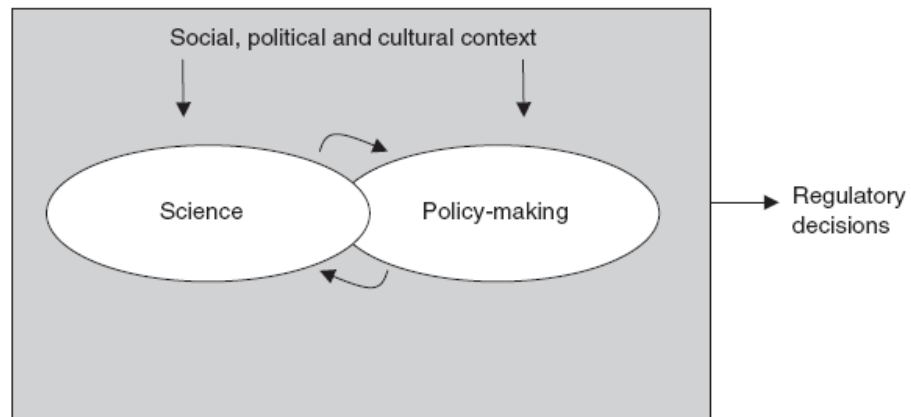 Social, political and cultural context
Science
Policy-making
Regulatory
decisions